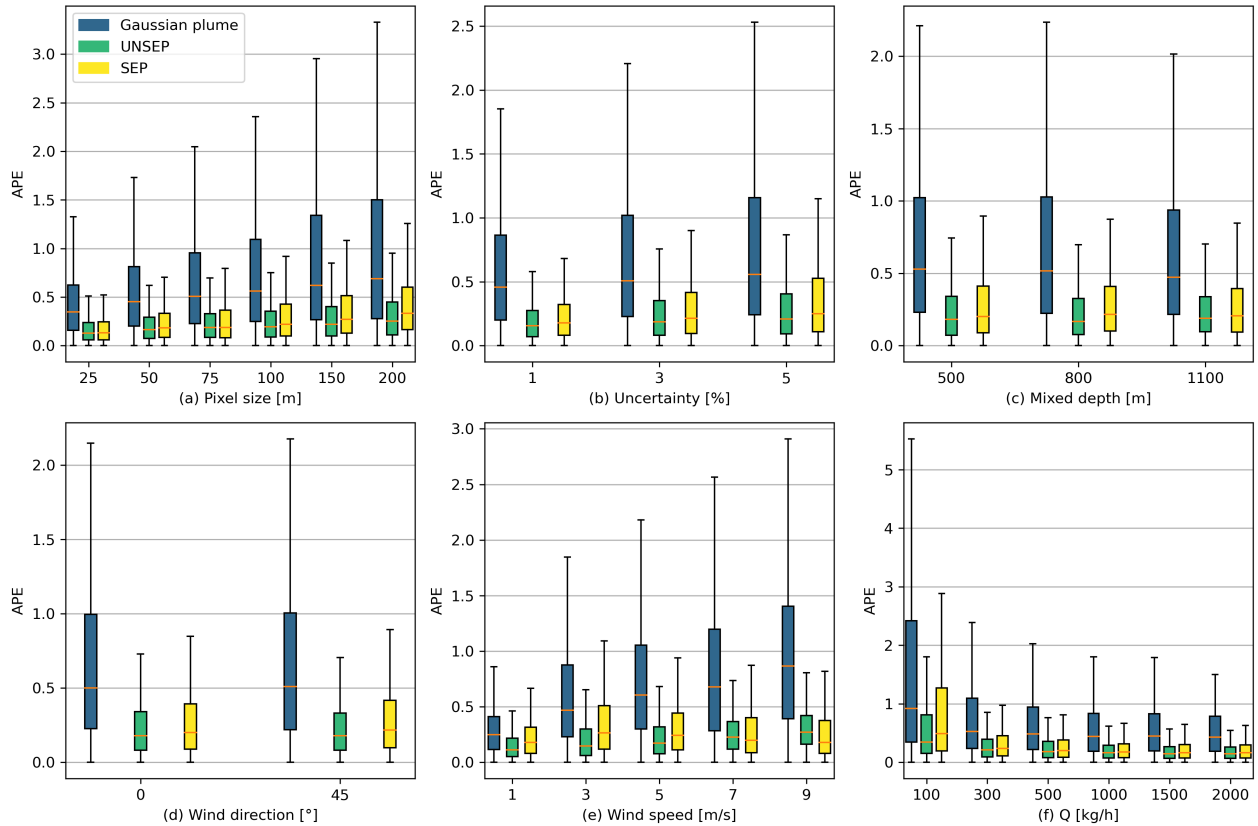 Gaussian plume
UNSEP
SEP
APE
0.0
0.5
1.0
1.5
2.0
2.5
3.0
25 50 75 100 150 200
(a) Pixel size [m]
APE
0.0
0.5
1.0
1.5
2.0
2.5
1 3 5
(b) Uncertainty [%]
APE
0.0
0.5
1.0
1.5
2.0
500 800 1100
(c) Mixed depth [m]
APE
0.0
0.5
1.0
1.5
2.0
0 45
(d) Wind direction [°]
APE
0.0
0.5
1.0
1.5
2.0
2.5
3.0
1 3 5 7 9
(e) Wind speed [m/s]
APE
0
1
2
3
4
5
100 300 500 1000 1500 2000
(f) Q [kg/h]